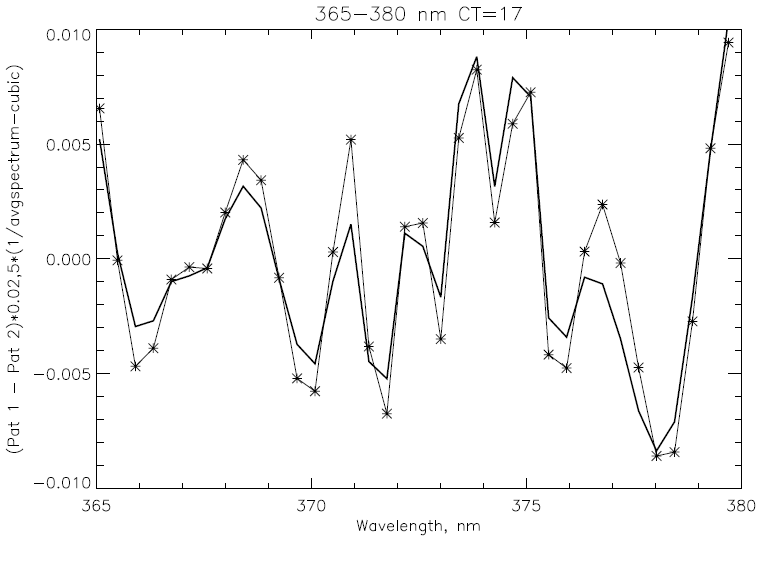 365−380 nm CT=17
(Pat 1 − Pat 2)*0.02,5*(1/avgspectrum−cubic)
0.010
0.005
0.000
−0.005
−0.010
365 370 375 380
Wavelength, nm